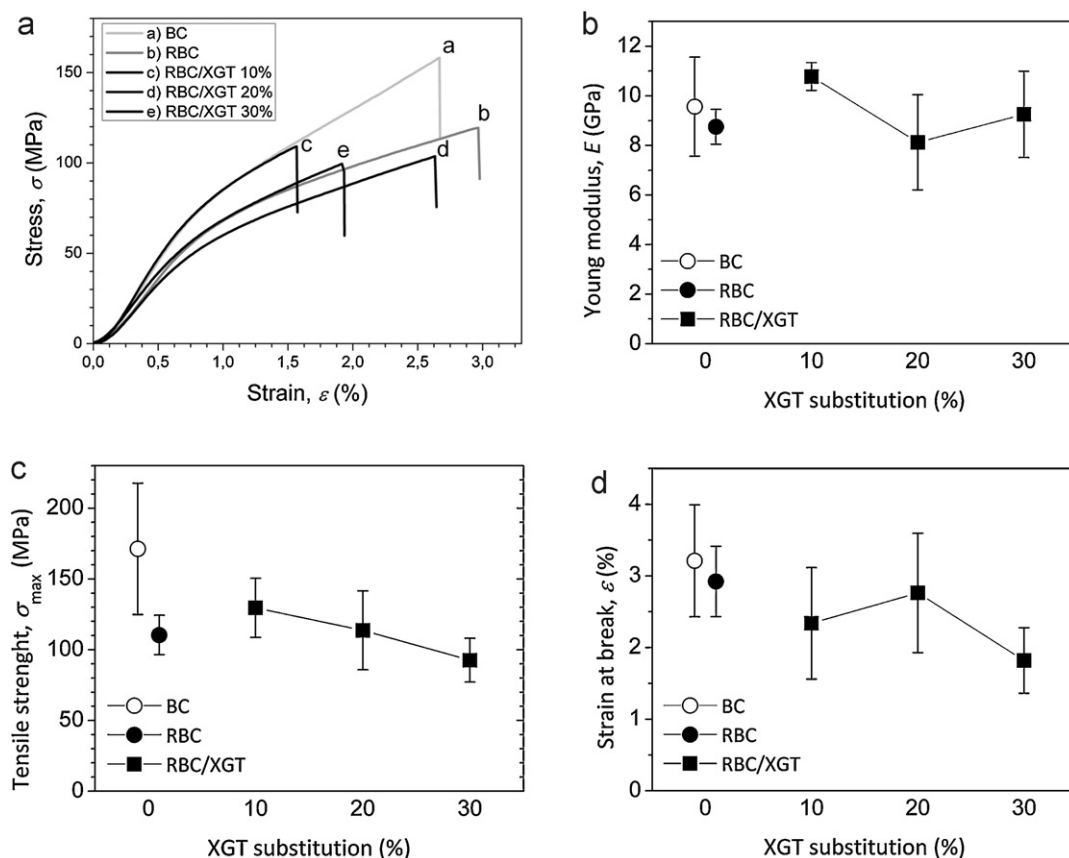 a
a) BC
b) RBC
c) RBC/XGT 10%
d) RBC/XGT 20%
e) RBC/XGT 30%
a
b
c
e
d
150
100
50
0
Stress, σ (MPa)
0,0 0,5 1,0 1,5 2,0 2,5 3,0
Strain, ε (%)
b
12
10
8
6
4
2
0
Young modulus, E (GPa)
BC
RBC
RBC/XGT
0 10 20 30
XGT substitution (%)
c
200
150
100
50
0
Tensile strenght, σmax (MPa)
BC
RBC
RBC/XGT
0 10 20 30
XGT substitution (%)
d
4
3
2
1
0
Strain at break, ε (%)
BC
RBC
RBC/XGT
0 10 20 30
XGT substitution (%)